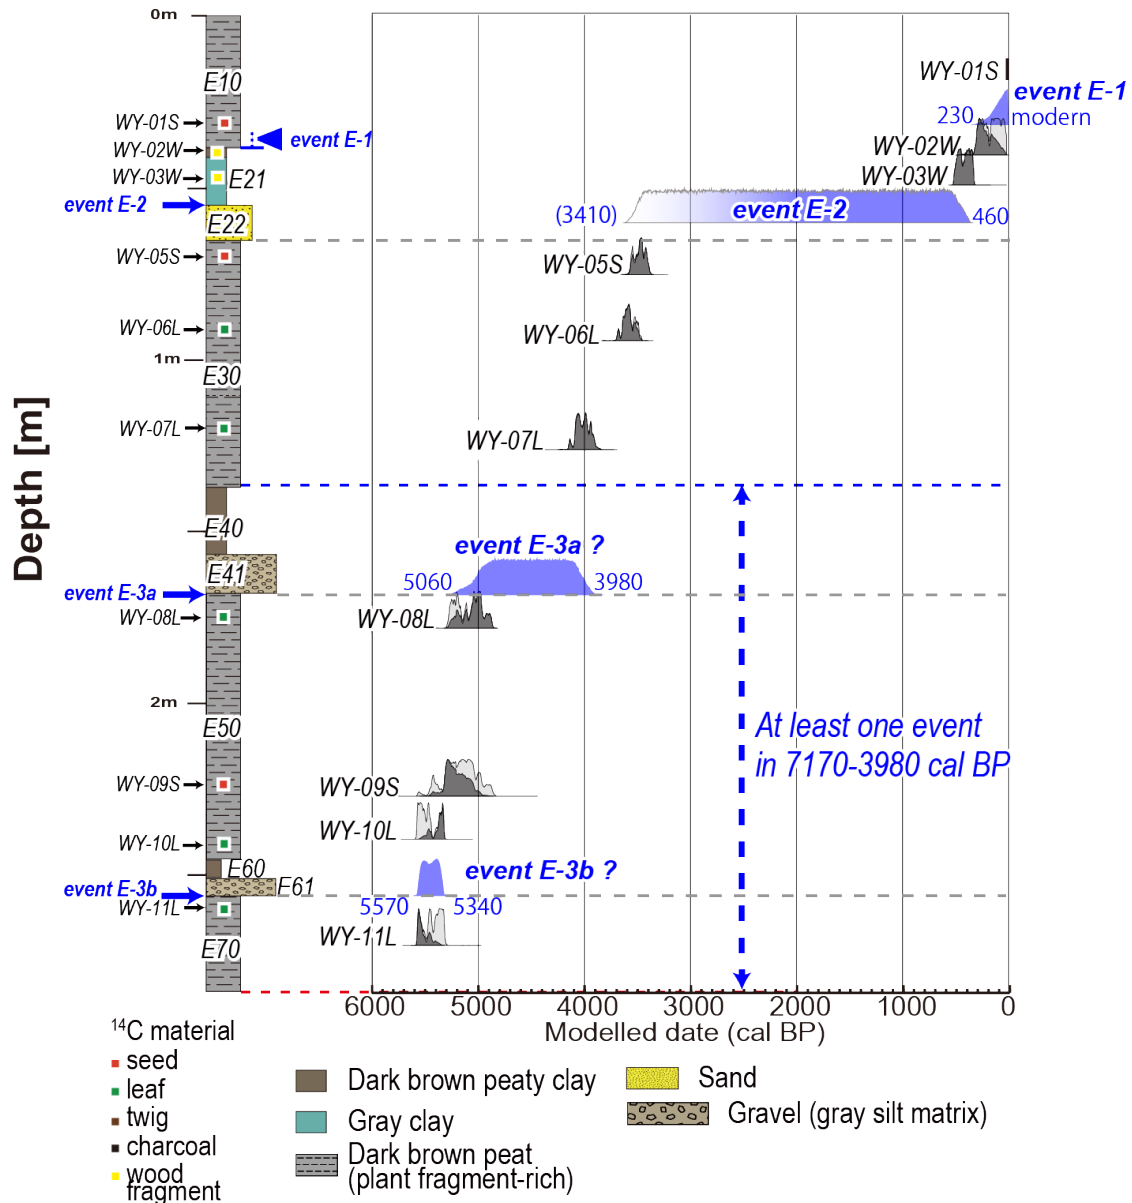 0m
E10
WY-01S
event E-1
WY-02W
WY-03W
E21
event E-2
E22
WY-05S
WY-06L
1m
E30
WY-07L
E40
E41
event E-3a
WY-08L
2m
E50
WY-09S
WY-10L
E60
event E-3b
E61
WY-11L
E70
Depth [m]
WY-01S
event E-1
230
modern
WY-02W
WY-03W
(3410)
event E-2
460
WY-05S
WY-06L
WY-07L
event E-3a ?
5060
3980
WY-08L
At least one event
in 7170-3980 cal BP
WY-09S
WY-10L
event E-3b ?
5570
5340
WY-11L
6000 5000 4000 3000 2000 1000 0
Modelled date (cal BP)
14C material
seed
leaf
twig
charcoal
wood
fragment
Dark brown peaty clay
Gray clay
Dark brown peat
(plant fragment-rich)
Sand
Gravel (gray silt matrix)